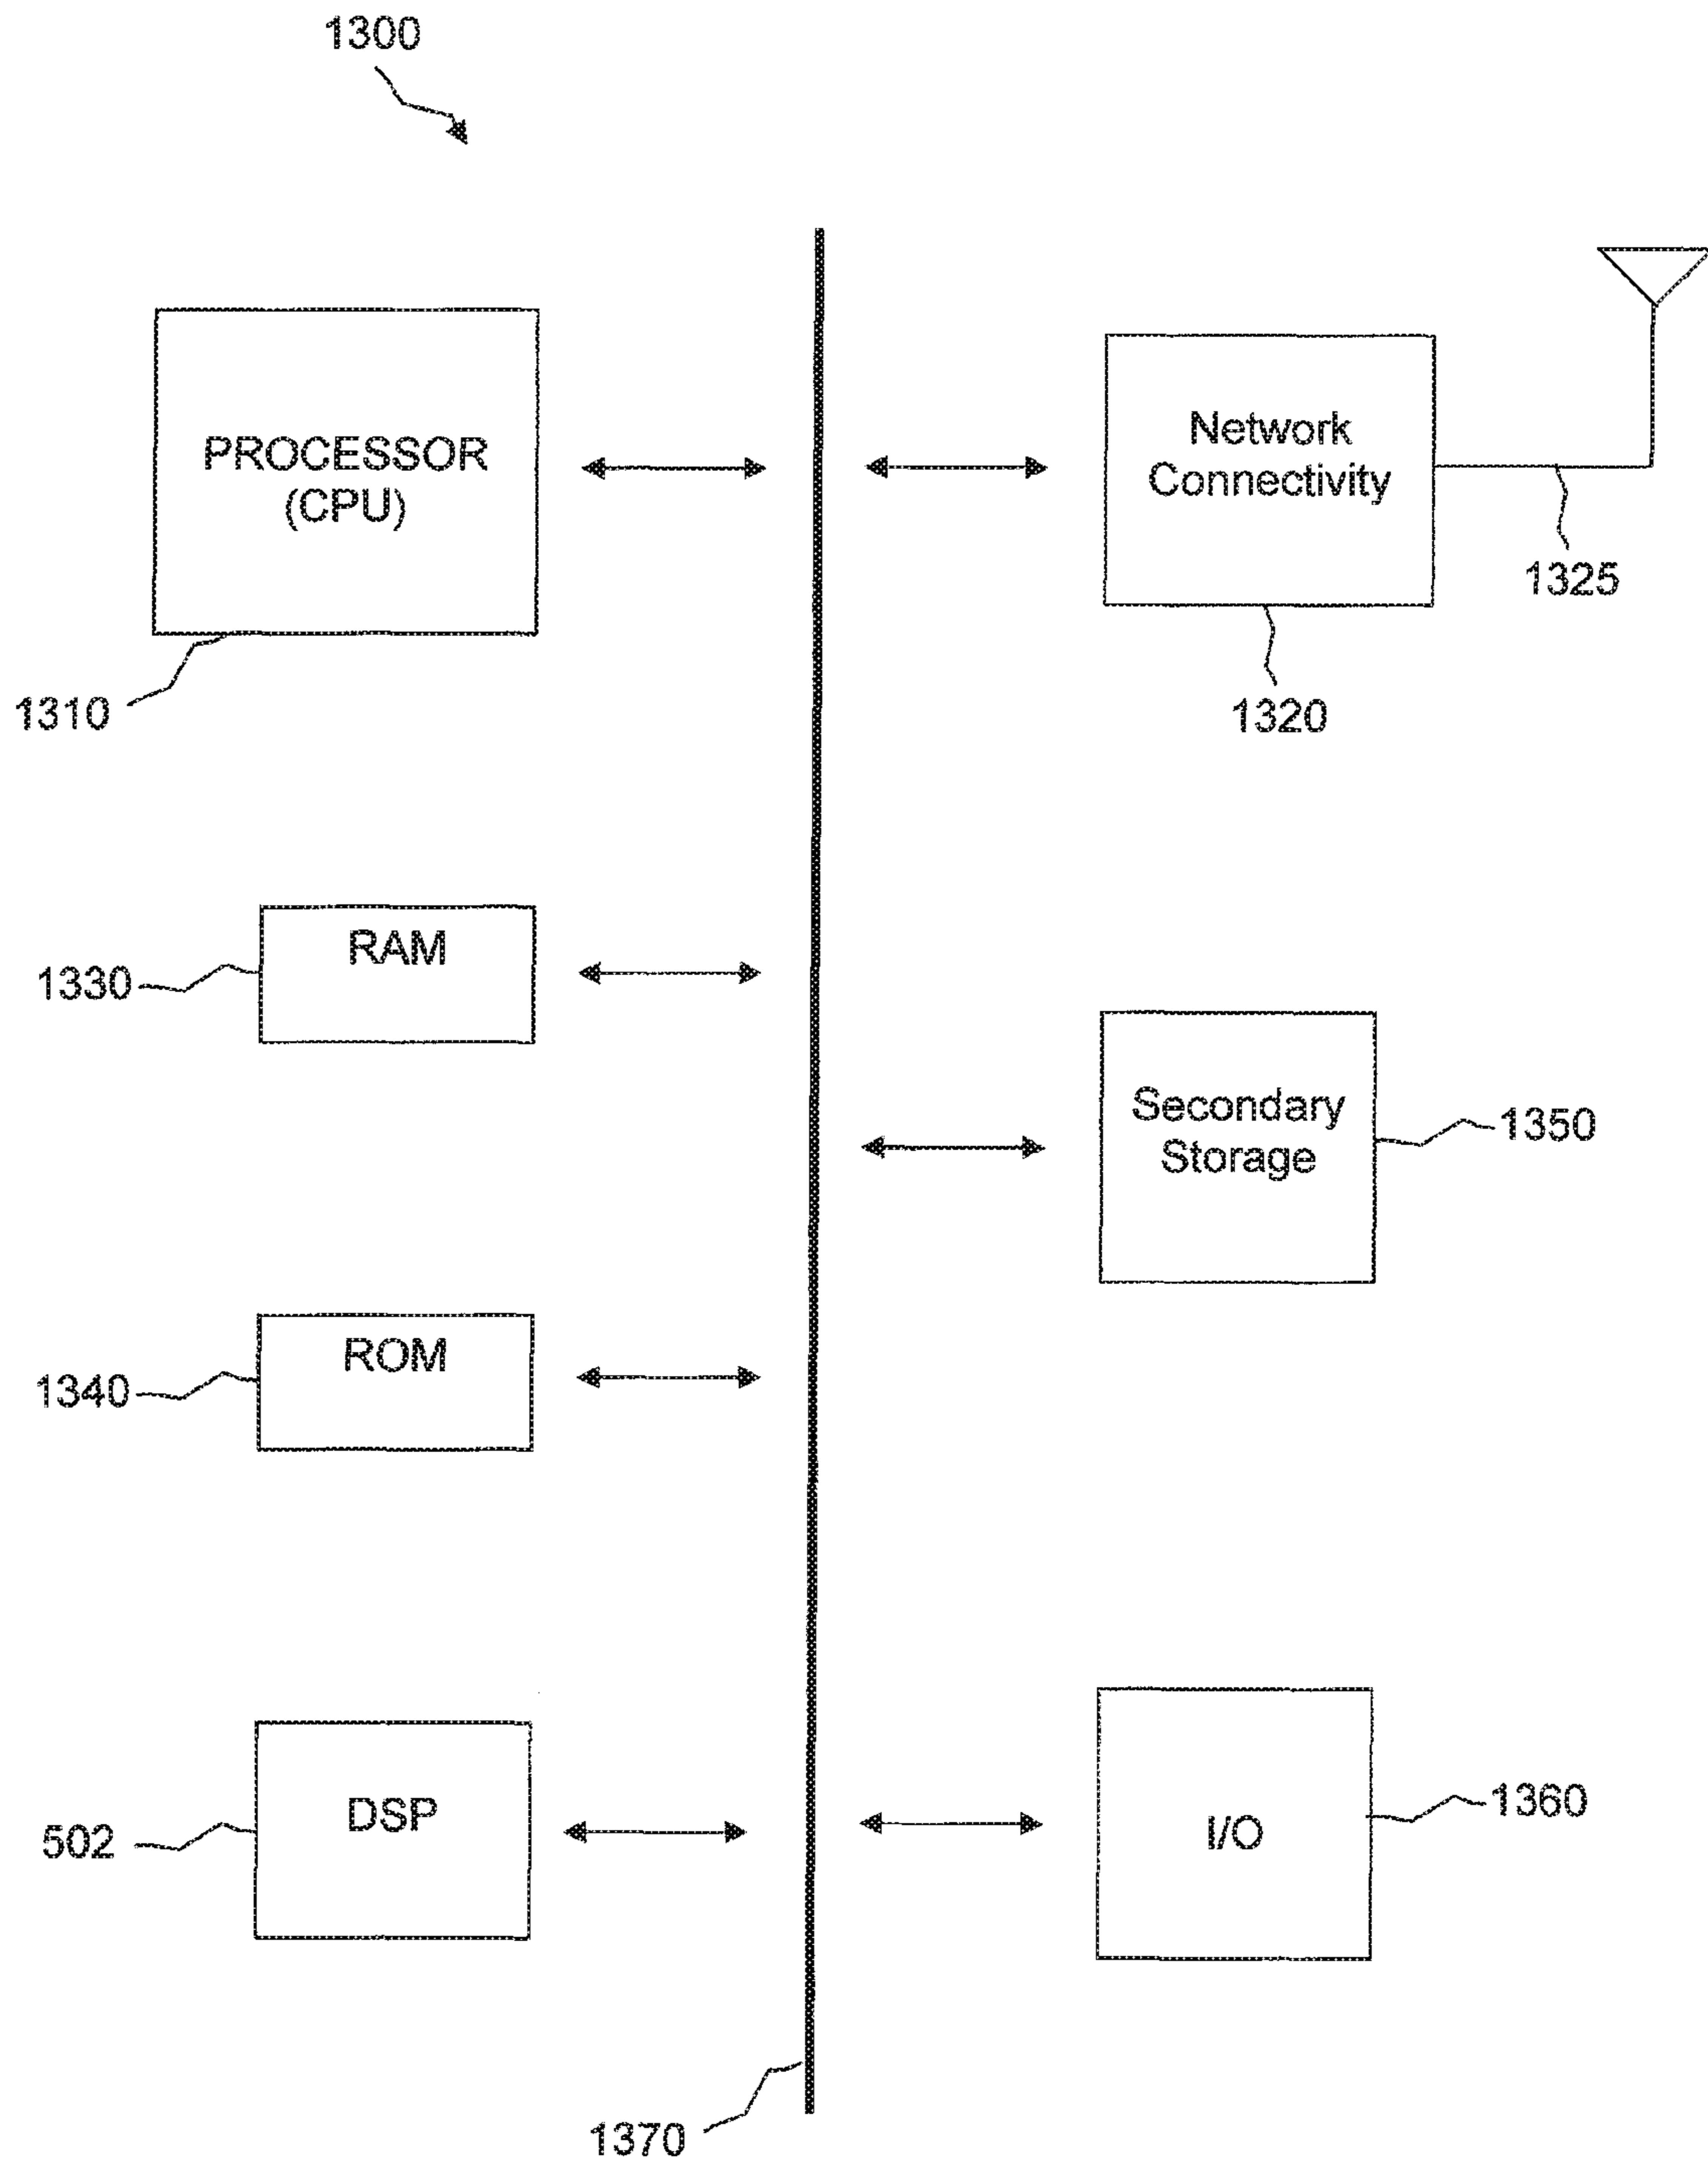 1300
PROCESSOR
(CPU)
1310
Network
Connectivity
1325
1320
RAM
1330
Secondary
Storage
1350
ROM
1340
DSP
502
I/O
1360
1370